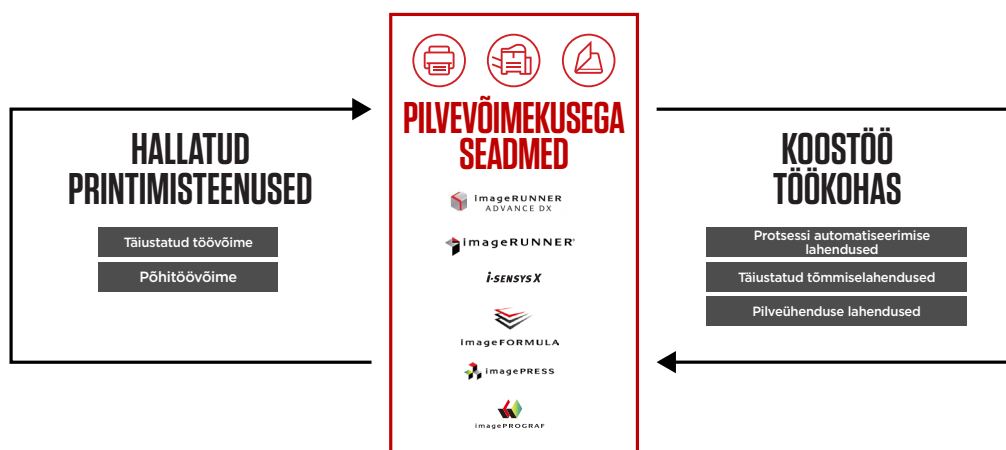 HALLATUD
PRINTIMISTEENUSED
Täiustatud töövõime
Põhitöövõime
PILVEVÕIMEKUSEGA
SEADMED
imageRUNNER
ADVANCE DX
imageRUNNER®
i-SENSYS X
imageFORMULA
imagePRESS
imagePROGRAF
KOOSTÖÖ
TÖÖKOHAS
Protsessi automatiseerimise
lahendused
Täiustatud tõmmiselahendused
Pilveühenduse lahendused